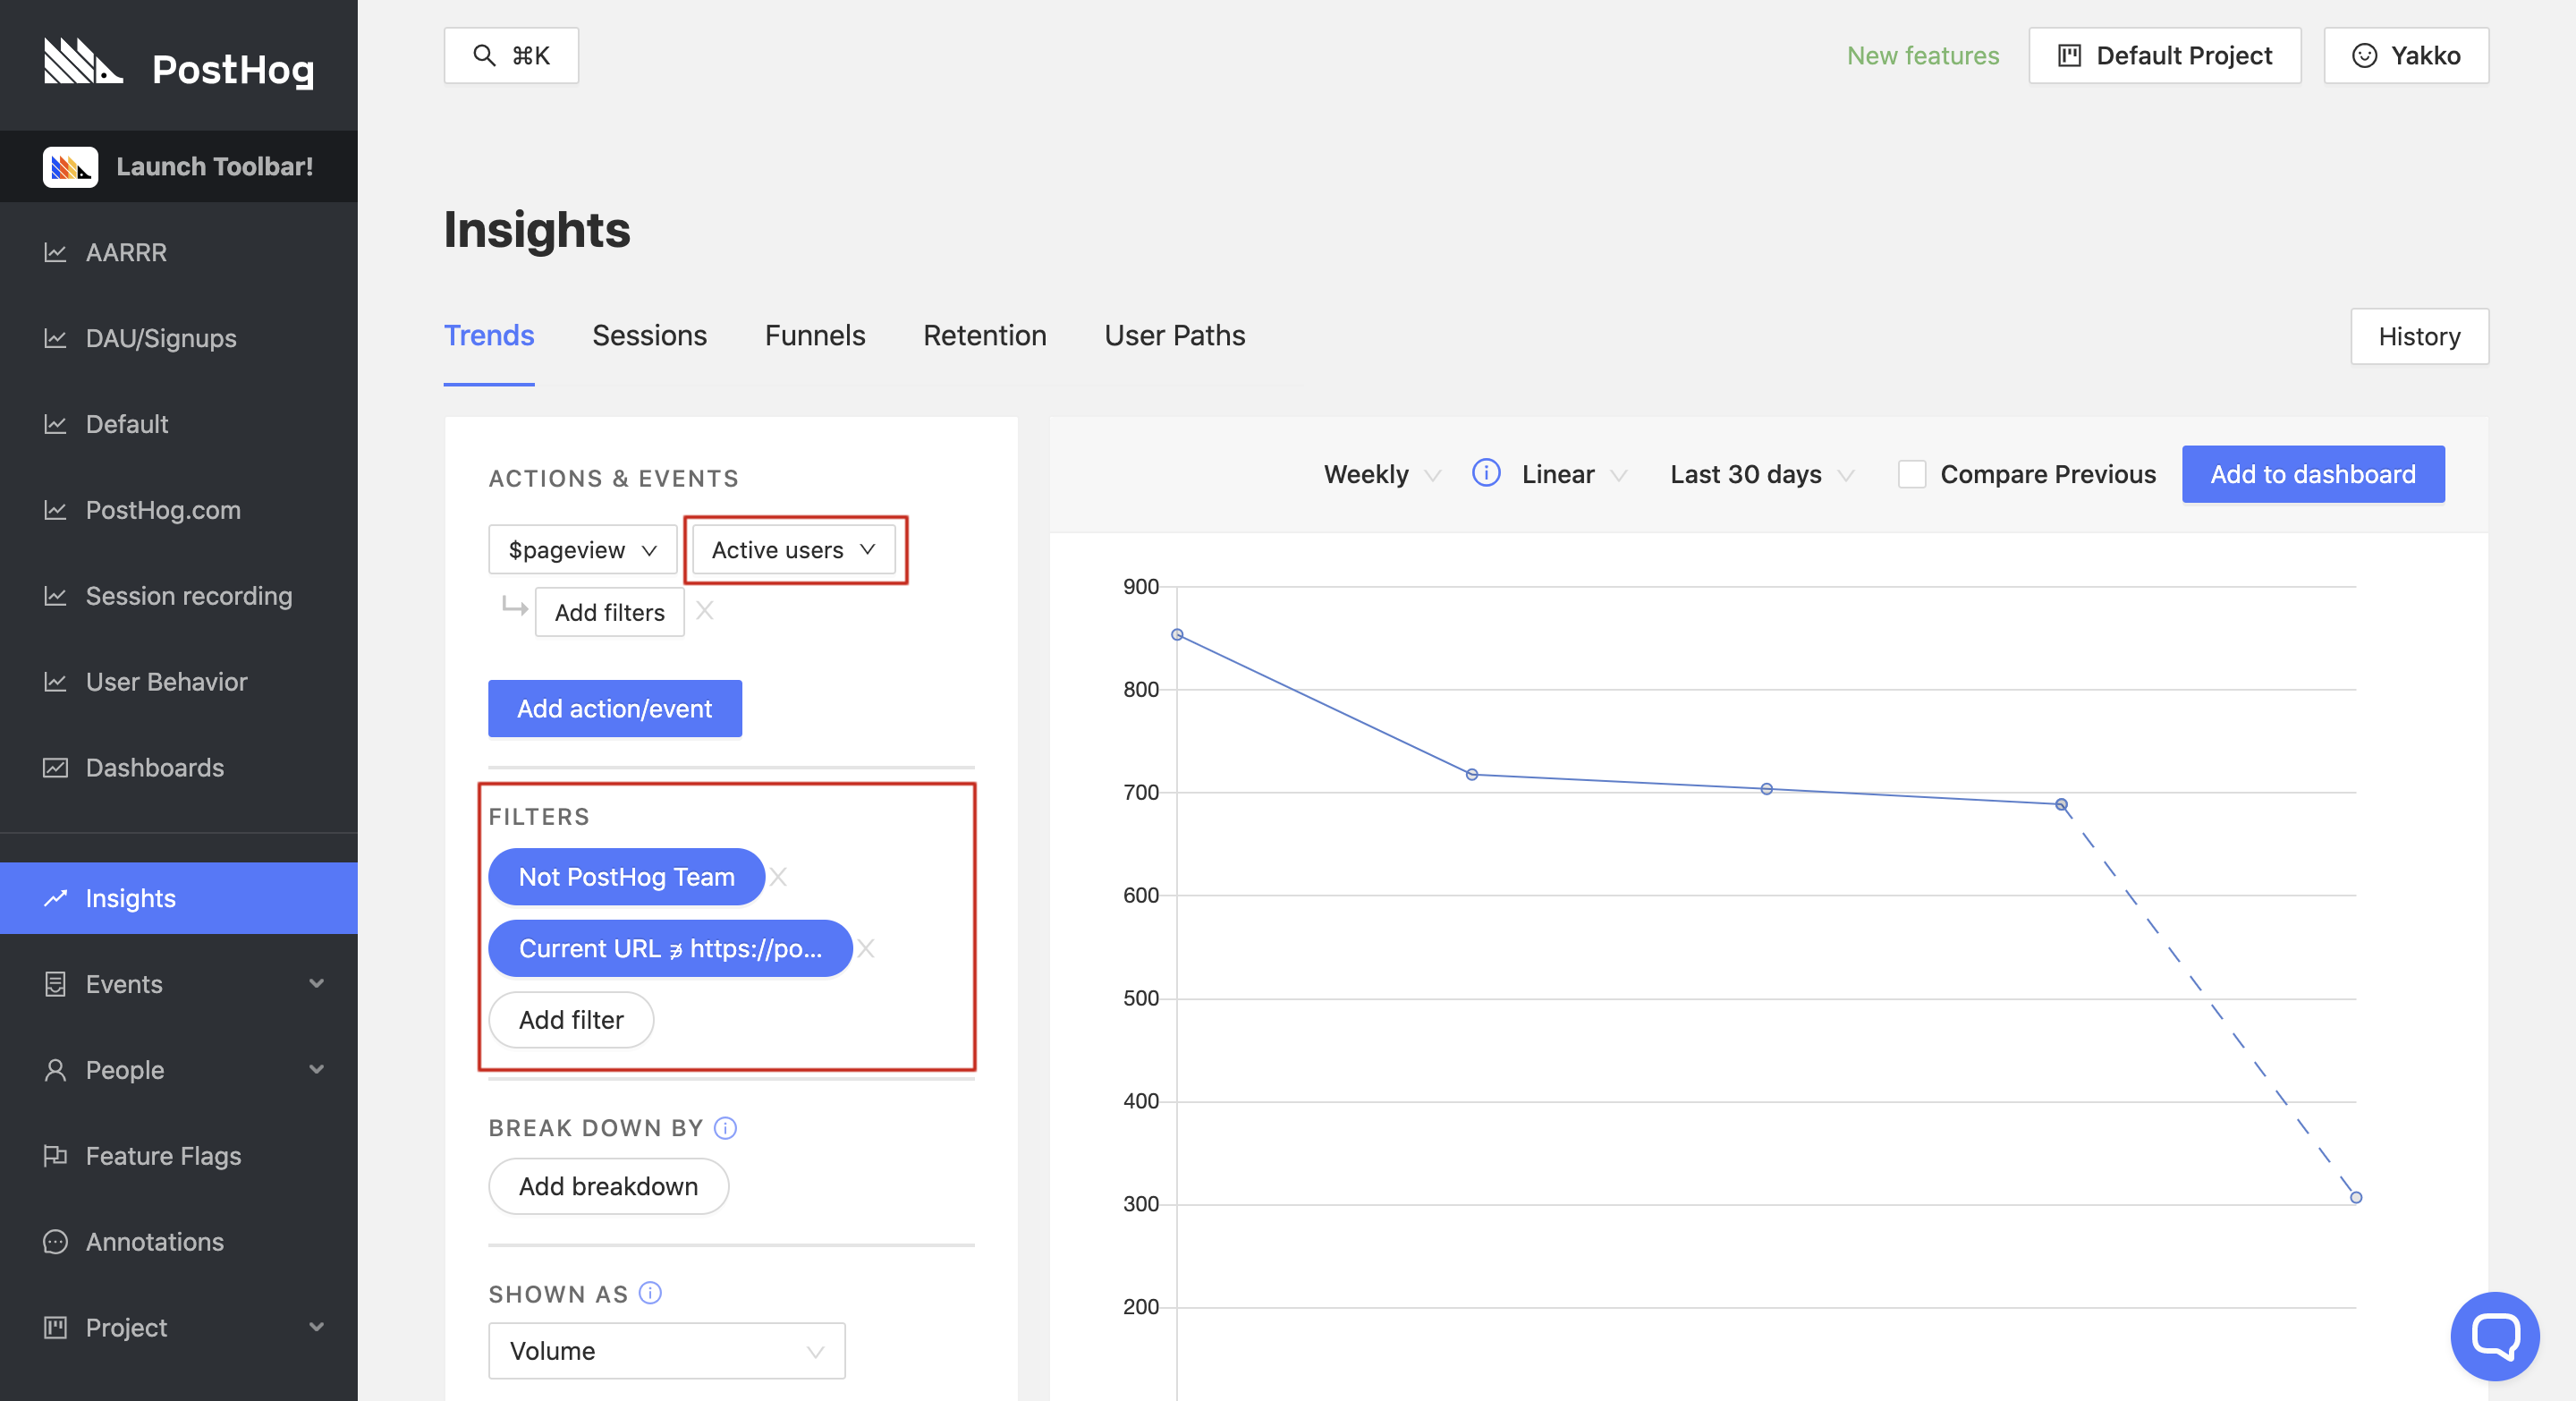 PostHog
Launch Toolbar!
AARRR
DAU/Signups
Default
PostHog.com
Session recording
User Behavior
Dashboards
Insights
Events
People
Feature Flags
Annotations
Project
⌘K
New features
Default Project
Yakko
Insights
Trends
Sessions
Funnels
Retention
User Paths
History
ACTIONS & EVENTS
$pageview
Active users
Add filters
Add action/event
FILTERS
Not PostHog Team
Current URL ∌ https://po...
Add filter
BREAK DOWN BY
Add breakdown
SHOWN AS
Volume
Weekly
Linear
Last 30 days
Compare Previous
Add to dashboard
900
800
700
600
500
400
300
200